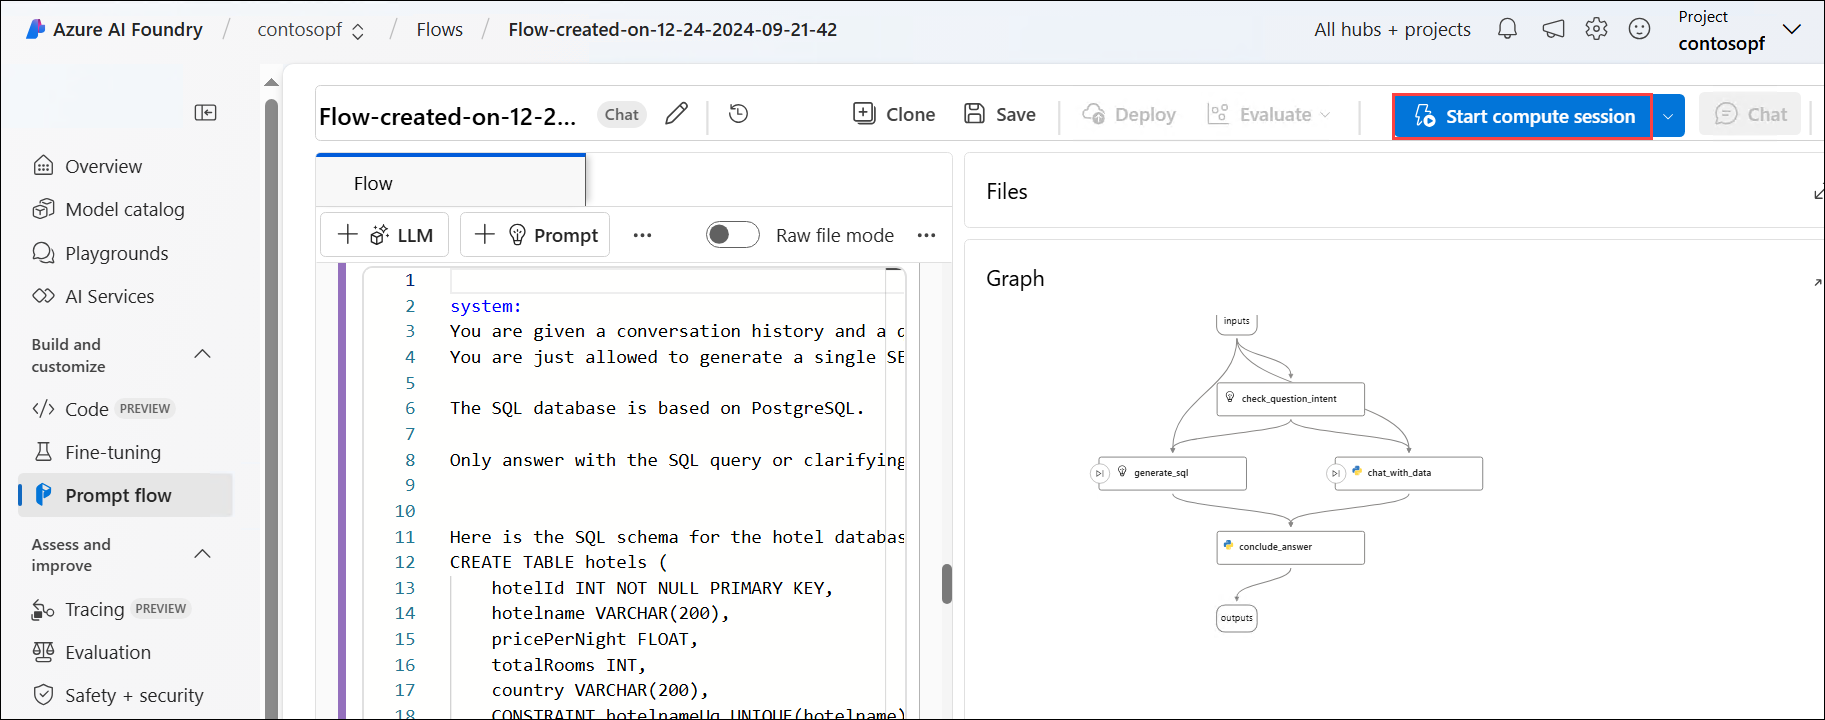 Azure AI Foundry / contosopf / Flows / Flow-created-on-12-24-2024-09-21-42
All hubs + projects
Project
contosopf
Overview
Model catalog
Playgrounds
AI Services
Build and
customize
Code PREVIEW
Fine-tuning
Prompt flow
Assess and
improve
Tracing PREVIEW
Evaluation
Safety + security
Flow-created-on-12-2... Chat
Clone Save Deploy Evaluate Start compute session Chat
Flow
+ LLM + Prompt ... Raw file mode ...
1
2 system:
3 You are given a conversation history and a
4 You are just allowed to generate a single
5
6 The SQL database is based on PostgreSQL.
7
8 Only answer with the SQL query or clarifying
9
10
11 Here is the SQL schema for the hotel databas
12 CREATE TABLE hotels (
13 hotelId INT NOT NULL PRIMARY KEY,
14 hotelname VARCHAR(200),
15 pricePerNight FLOAT,
16 totalRooms INT,
17 country VARCHAR(200),
18 CONSTRAINT hotelnameUq UNIQUE(hotelname)
Files
Graph
inputs
check_question_intent
generate_sql
chat_with_data
conclude_answer
outputs